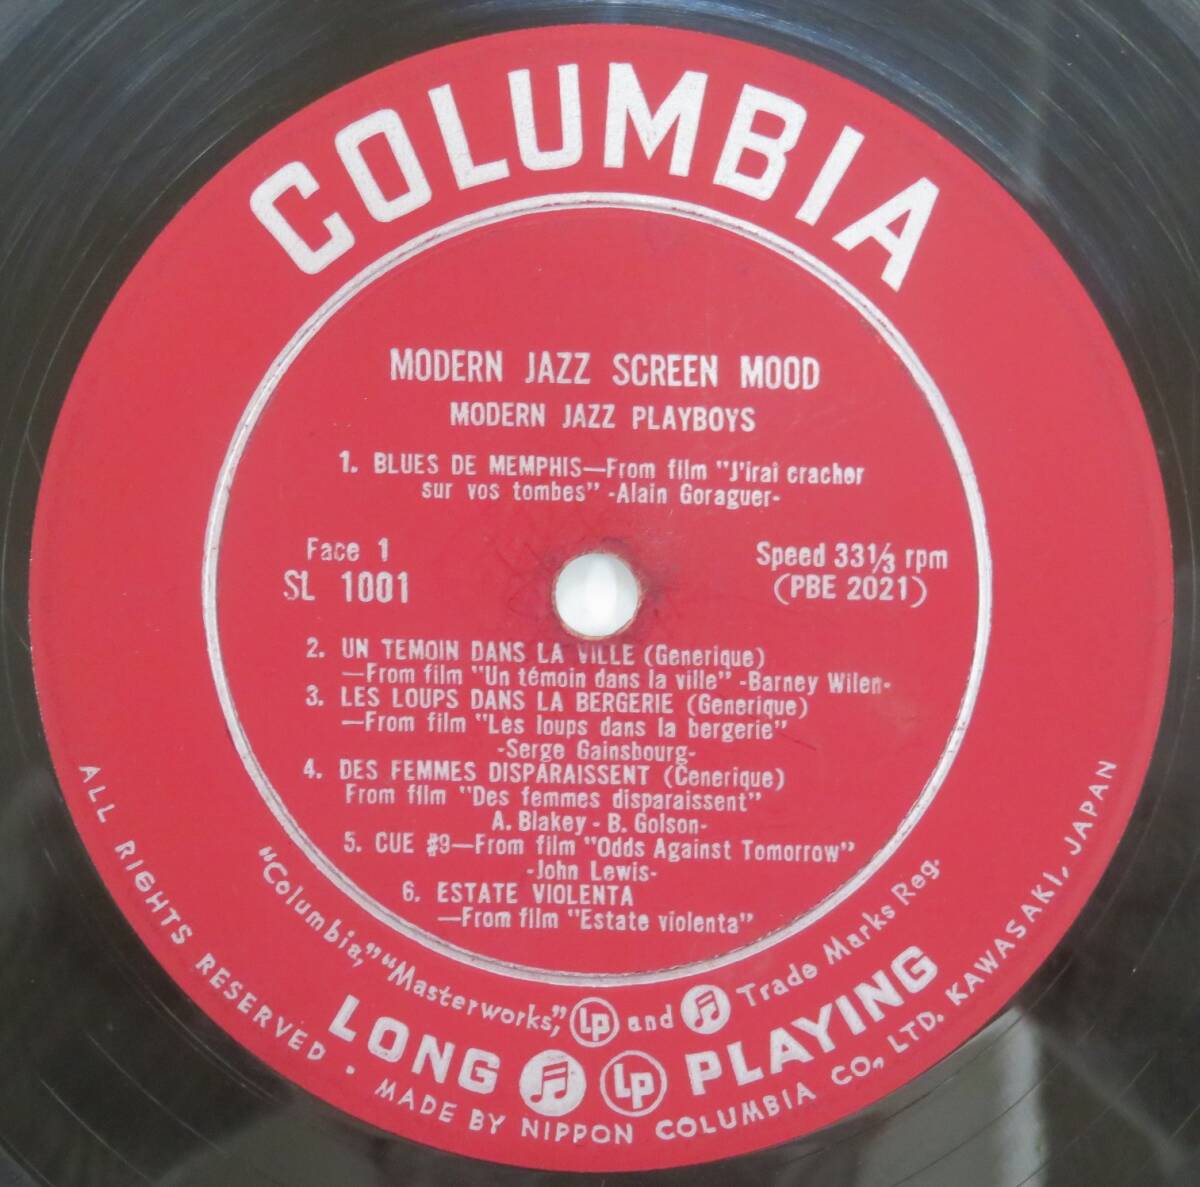 COLUMBIA
MODERN JAZZ SCREEN MOOD
MODERN JAZZ PLAYBOYS
1. BLUES DE MEMPHIS—From film "J'iraî cracher
sur vos tombes" -Alain Goraguer-
Face 1
SL 1001
Speed 33⅓ rpm
(PBE 2021)
2. UN TEMOIN DANS LA VILLE (Generique)
—From film "Un témoin dans la ville" -Barney Wilen-
3. LES LOUPS DANS LA BERGERIE (Generique)
—From film "Les loups dans la bergerie"
-Serge Gainsbourg-
4. DES FEMMES DISPARAISSENT (Cenerique)
From film "Des femmes disparaissent"
A. Blakey - B. Golson-
5. CUE #9—From film "Odds Against Tomorrow"
-John Lewis-
6. ESTATE VIOLENTA
—From film "Estate violenta"
"Columbia," "Masterworks," LP and Trade Marks Reg.
LONG LP PLAYING
ALL RIGHTS RESERVED . MADE BY NIPPON COLUMBIA CO., LTD. KAWASAKI, JAPAN